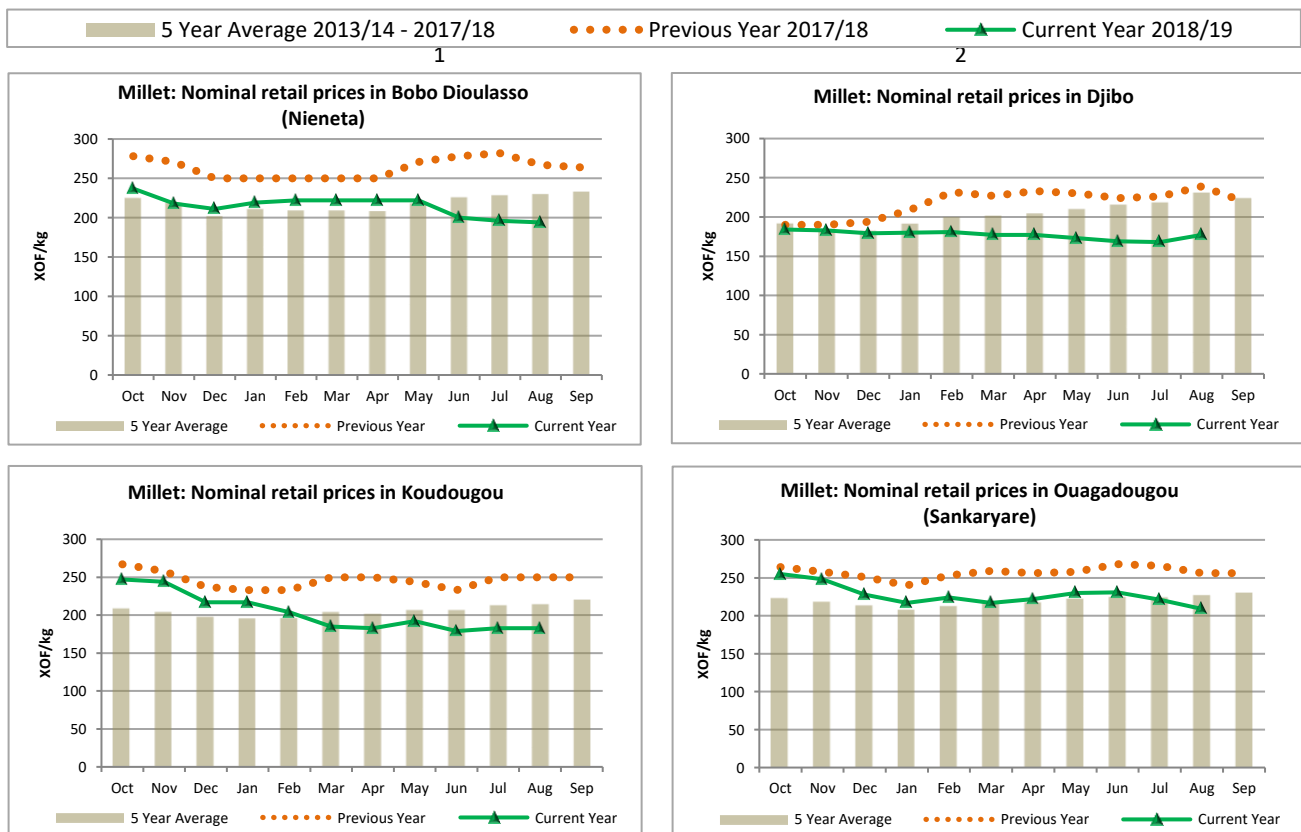 5 Year Average 2013/14 - 2017/18 Previous Year 2017/18 Current Year 2018/19
1 2
Millet: Nominal retail prices in Bobo Dioulasso
(Nieneta)
XOF/kg
300
250
200
150
100
50
0
Oct Nov Dec Jan Feb Mar Apr May Jun Jul Aug Sep
5 Year Average Previous Year Current Year
Millet: Nominal retail prices in Djibo
XOF/kg
300
250
200
150
100
50
0
Oct Nov Dec Jan Feb Mar Apr May Jun Jul Aug Sep
5 Year Average Previous Year Current Year
Millet: Nominal retail prices in Koudougou
XOF/kg
300
250
200
150
100
50
0
Oct Nov Dec Jan Feb Mar Apr May Jun Jul Aug Sep
5 Year Average Previous Year Current Year
Millet: Nominal retail prices in Ouagadougou
(Sankaryare)
XOF/kg
300
250
200
150
100
50
0
Oct Nov Dec Jan Feb Mar Apr May Jun Jul Aug Sep
5 Year Average Previous Year Current Year